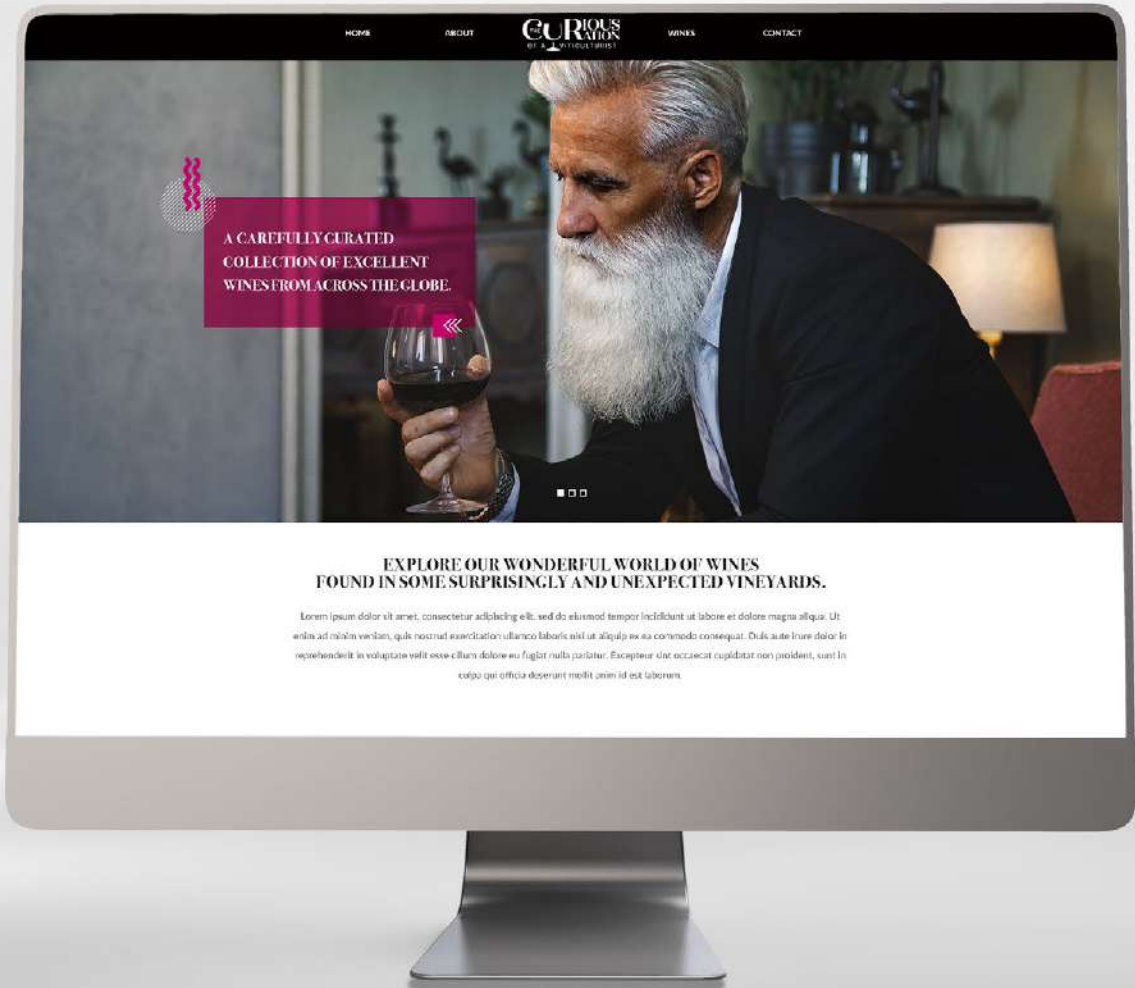 HOME ABOUT THE CURIOUS CURATION OF A VITICULTURIST WINES CONTACT
A CAREFULLY CURATED
COLLECTION OF EXCELLENT
WINES FROM ACROSS THE GLOBE.
EXPLORE OUR WONDERFUL WORLD OF WINES
FOUND IN SOME SURPRISINGLY AND UNEXPECTED VINEYARDS.
Lorem ipsum dolor sit amet, consectetur adipiscing elit, sed do eiusmod tempor incididunt ut labore et dolore magna aliqua. Ut
enim ad minim veniam, quis nostrud exercitation ullamco laboris nisi ut aliquip ex ea commodo consequat. Duis aute irure dolor in
reprehenderit in voluptate velit esse cillum dolore eu fugiat nulla pariatur. Excepteur sint occaecat cupidatat non proident, sunt in
culpa qui officia deserunt mollit anim id est laborum.